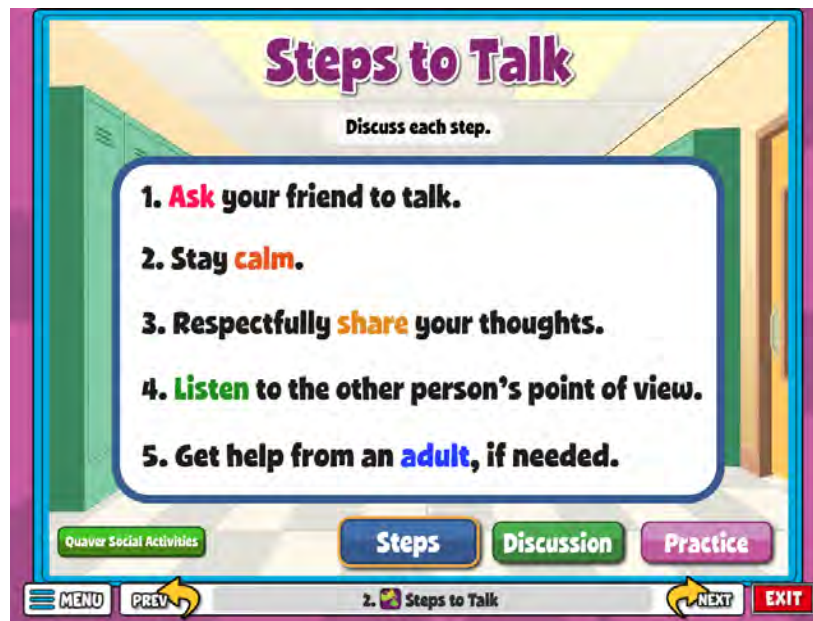 Steps to Talk
Discuss each step.
1. Ask your friend to talk.
2. Stay calm.
3. Respectfully share your thoughts.
4. Listen to the other person's point of view.
5. Get help from an adult, if needed.
Quaver Social Activities
Steps
Discussion
Practice
MENU
PREV
2. Steps to Talk
NEXT
EXIT